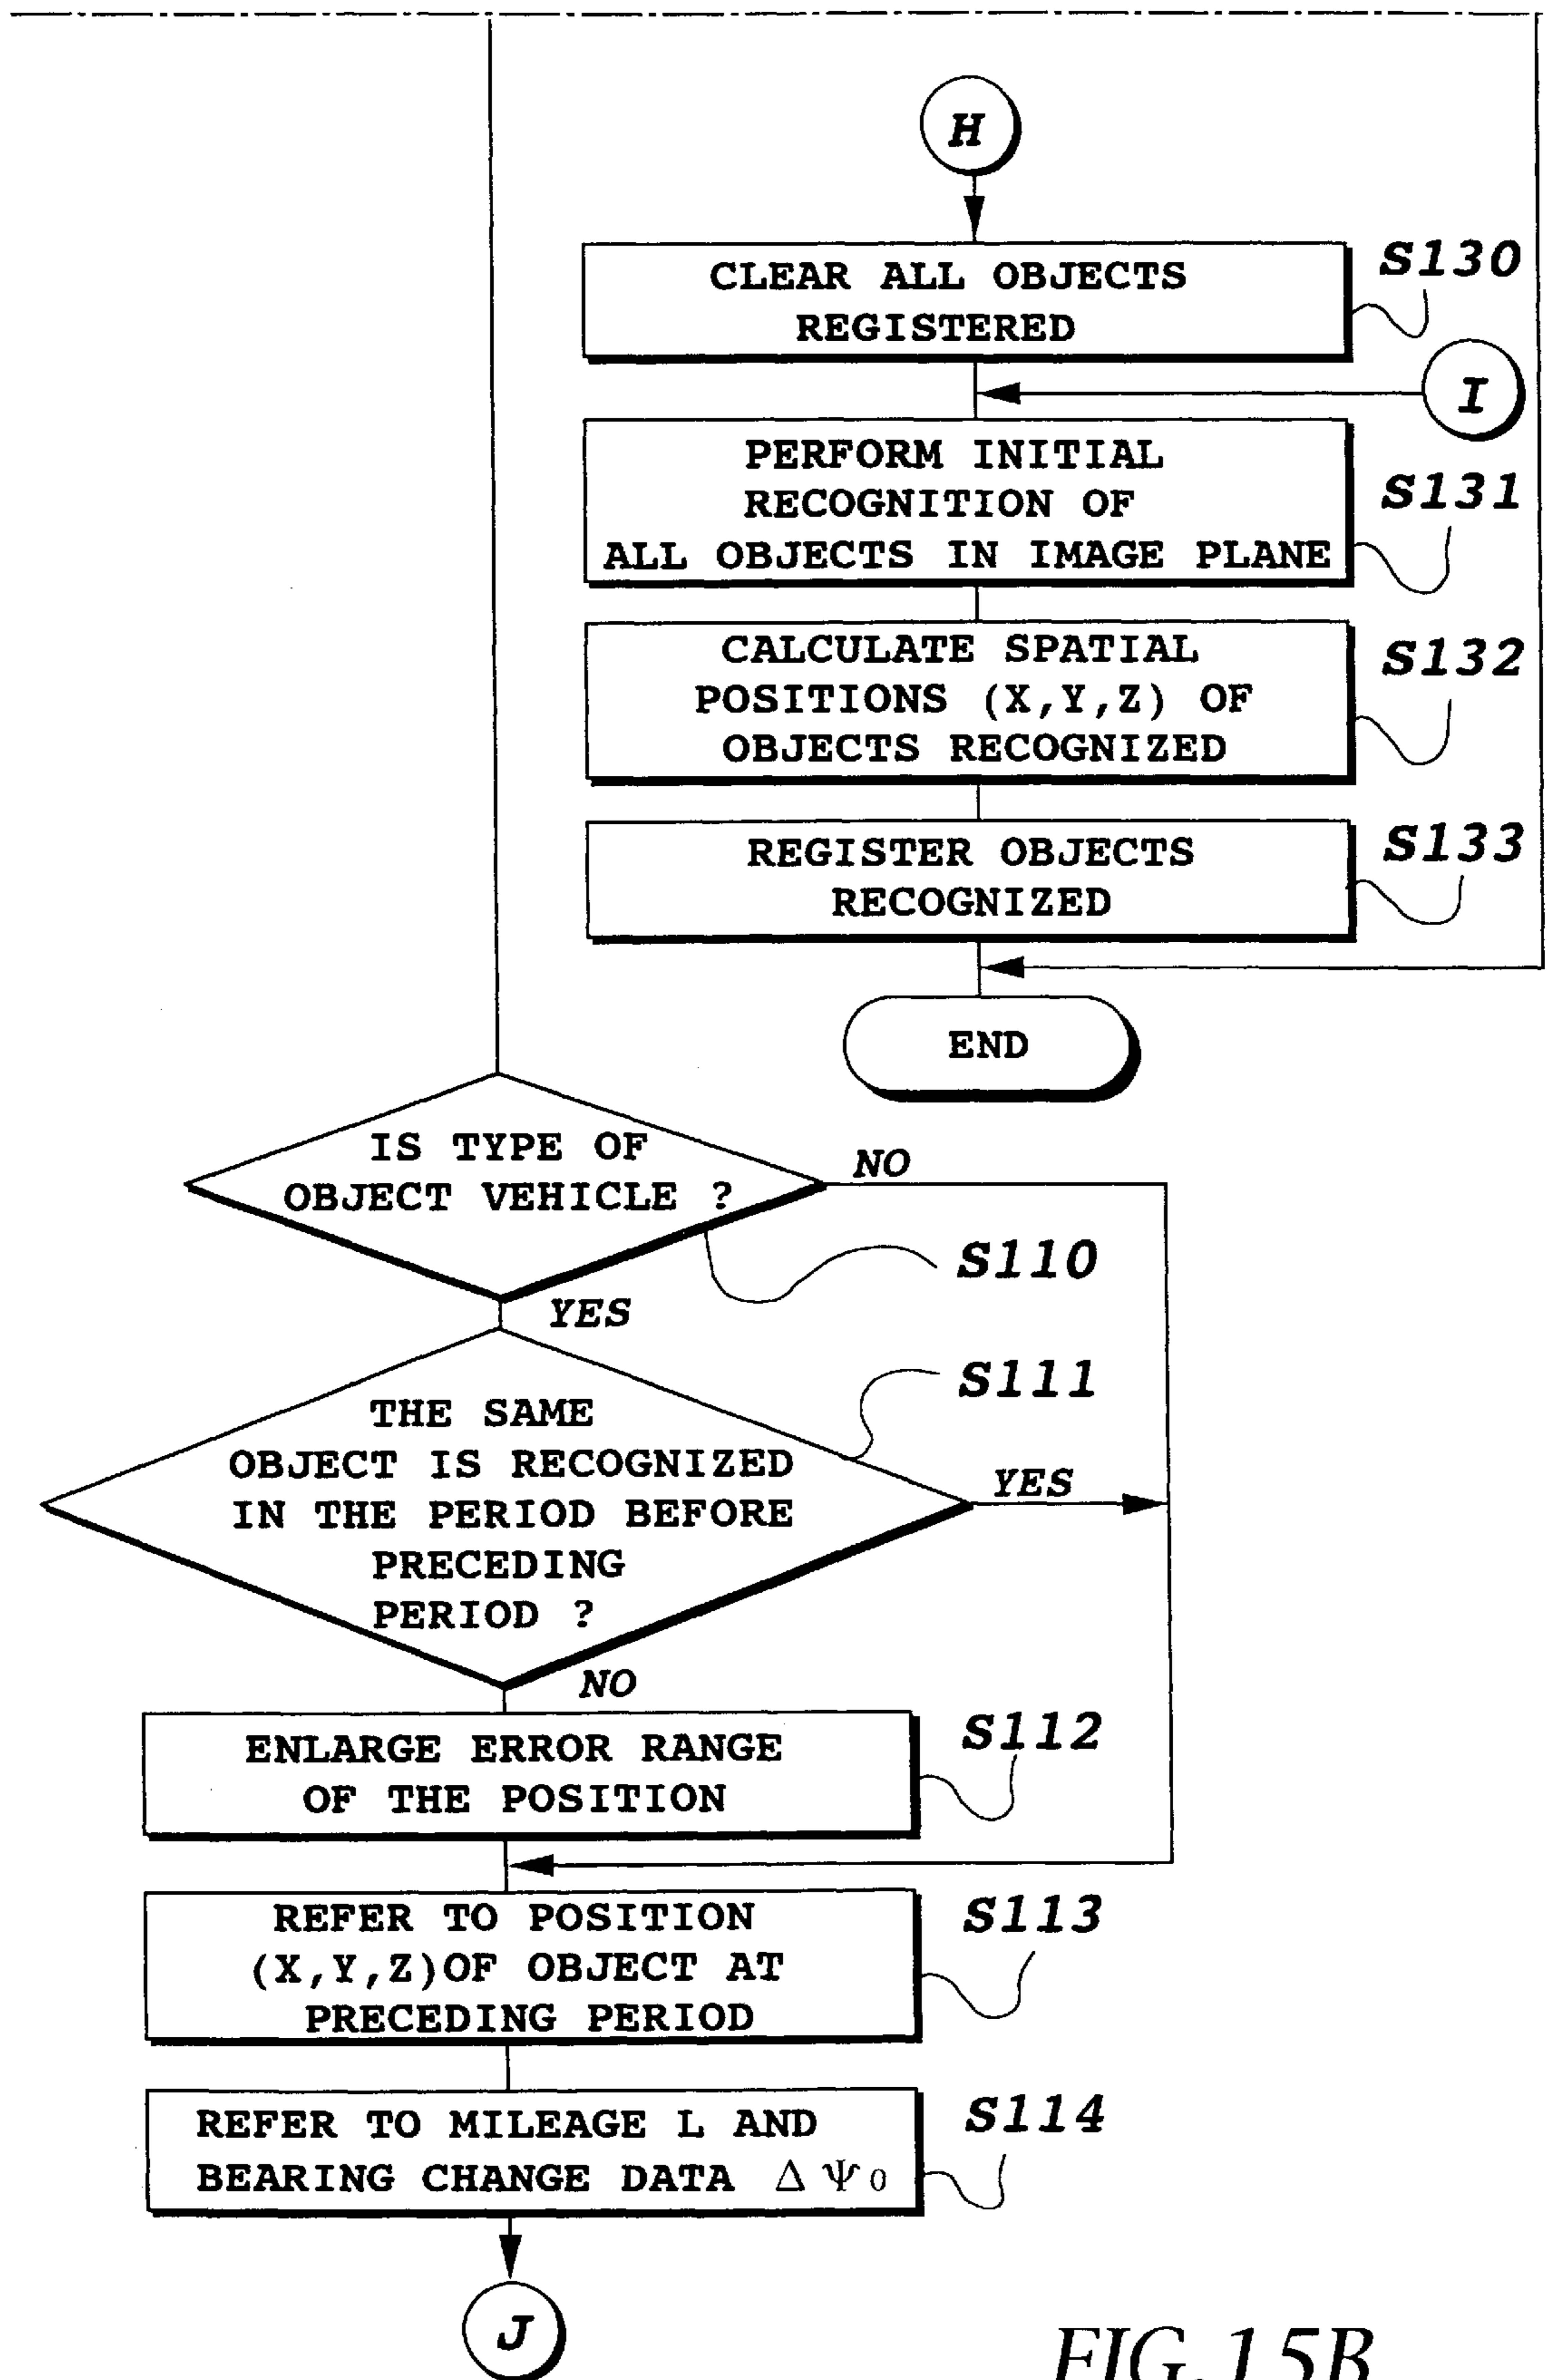 H
CLEAR ALL OBJECTS
REGISTERED
S130
I
PERFORM INITIAL
RECOGNITION OF
ALL OBJECTS IN IMAGE PLANE
S131
CALCULATE SPATIAL
POSITIONS (X,Y,Z) OF
OBJECTS RECOGNIZED
S132
REGISTER OBJECTS
RECOGNIZED
S133
END
IS TYPE OF
OBJECT VEHICLE ?
NO
S110
YES
S111
THE SAME
OBJECT IS RECOGNIZED
IN THE PERIOD BEFORE
PRECEDING
PERIOD ?
YES
NO
ENLARGE ERROR RANGE
OF THE POSITION
S112
REFER TO POSITION
(X,Y,Z)OF OBJECT AT
PRECEDING PERIOD
S113
REFER TO MILEAGE L AND
BEARING CHANGE DATA ΔΨ0
S114
J
FIG.15B